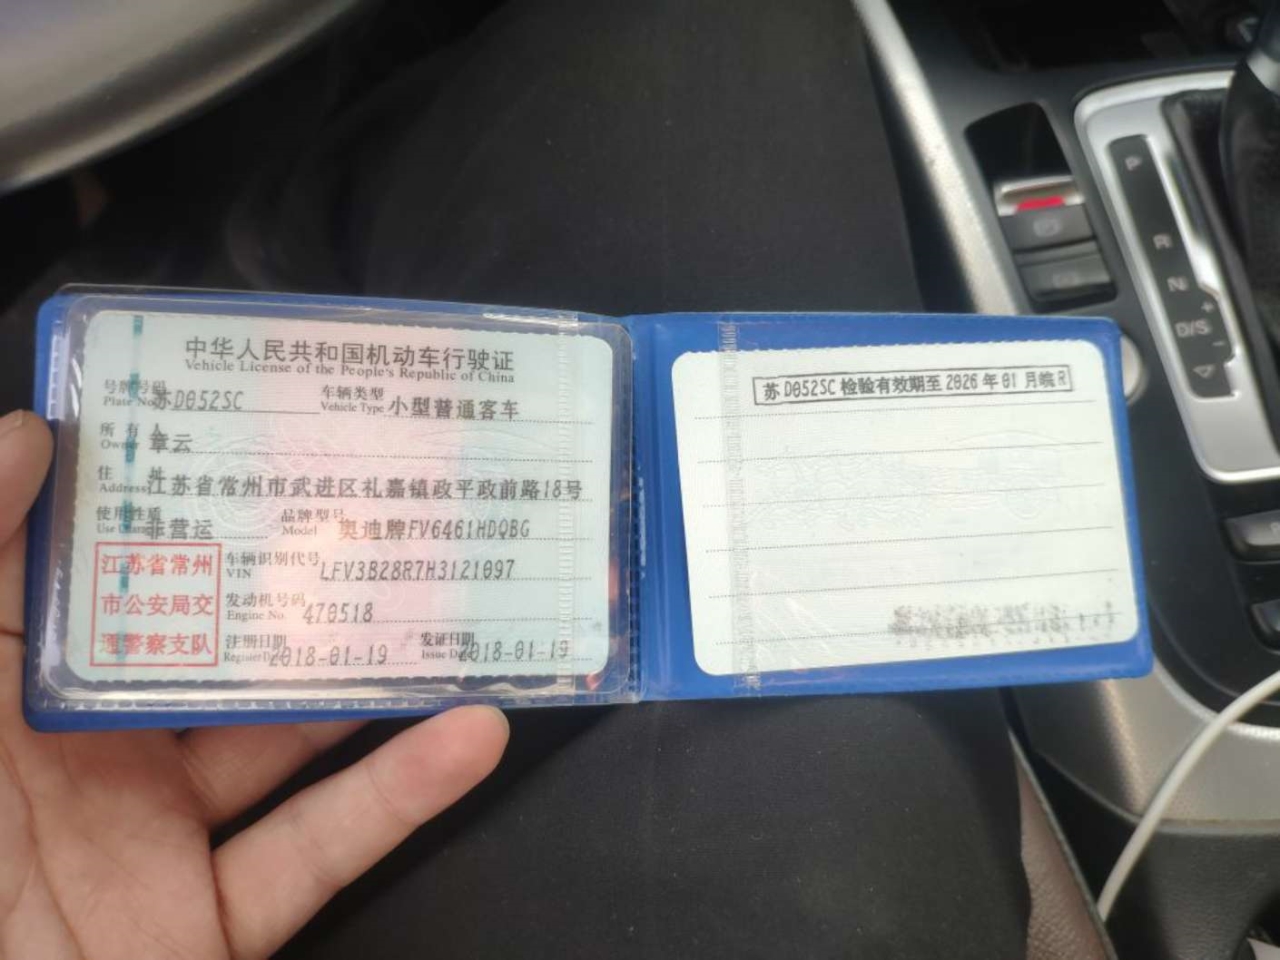 中华人民共和国机动车行驶证
Vehicle License of the People's Republic of China
号牌号码 苏D052SC 车辆类型 小型普通客车
Plate No. Vehicle Type
所有人 章云
Owner
住址 江苏省常州市武进区礼嘉镇政平政前路18号
Address
使用性质 非营运 品牌型号 奥迪牌FV6461HDQBG
Use Model
江苏省常州
市公安局交
通警察支队
车辆识别代号 LFV3B28R7H3121097
VIN
发动机号码 470518
Engine No.
注册日期 2018-01-19 发证日期 2018-01-19
Register Date Issue Date
苏D052SC 检验有效期至 2026年01月皖R
P
R
N
D/S
+
-